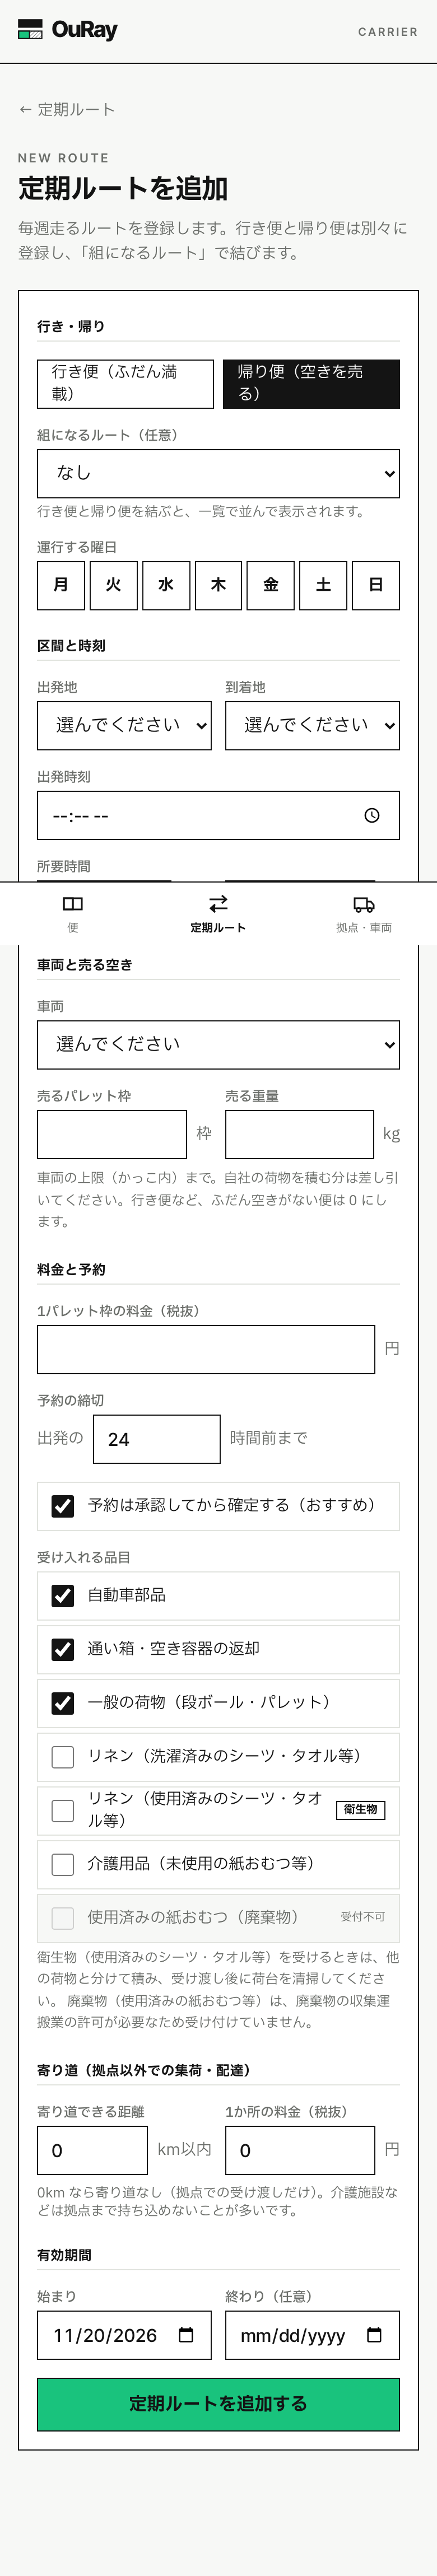 OuRay
CARRIER
← 定期ルート
NEW ROUTE
定期ルートを追加
毎週走るルートを登録します。行き便と帰り便は別々に
登録し、「組になるルート」で結びます。
行き・帰り
行き便（ふだん満
載）
帰り便（空きを売
る）
組になるルート（任意）
なし
行き便と帰り便を結ぶと、一覧で並んで表示されます。
運行する曜日
月 火 水 木 金 土 日
区間と時刻
出発地 到着地
選んでください 選んでください
出発時刻
--:-- --
所要時間
便 定期ルート 拠点・車両
車両と売る空き
車両
選んでください
売るパレット枠 売る重量
枠 kg
車両の上限（かっこ内）まで。自社の荷物を積む分は差し引
いてください。行き便など、ふだん空きがない便は 0 にし
ます。
料金と予約
1パレット枠の料金（税抜）
円
予約の締切
出発の 24 時間前まで
予約は承認してから確定する（おすすめ）
受け入れる品目
自動車部品
通い箱・空き容器の返却
一般の荷物（段ボール・パレット）
リネン（洗濯済みのシーツ・タオル等）
リネン（使用済みのシーツ・タオ
ル等）
衛生物
介護用品（未使用の紙おむつ等）
使用済みの紙おむつ（廃棄物） 受付不可
衛生物（使用済みのシーツ・タオル等）を受けるときは、他
の荷物と分けて積み、受け渡し後に荷台を清掃してくださ
い。 廃棄物（使用済みの紙おむつ等）は、廃棄物の収集運
搬業の許可が必要なため受け付けていません。
寄り道（拠点以外での集荷・配達）
寄り道できる距離 1か所の料金（税抜）
0 km以内 0 円
0km なら寄り道なし（拠点での受け渡しだけ）。介護施設な
どは拠点まで持ち込めないことが多いです。
有効期間
始まり 終わり（任意）
11/20/2026 mm/dd/yyyy
定期ルートを追加する